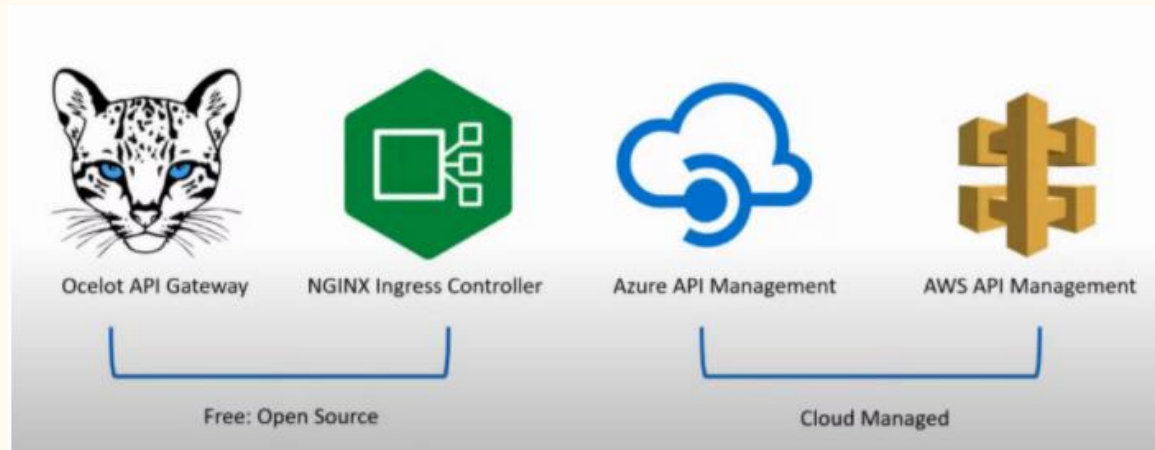 Ocelot API Gateway
NGINX Ingress Controller
Azure API Management
AWS API Management
Free: Open Source
Cloud Managed